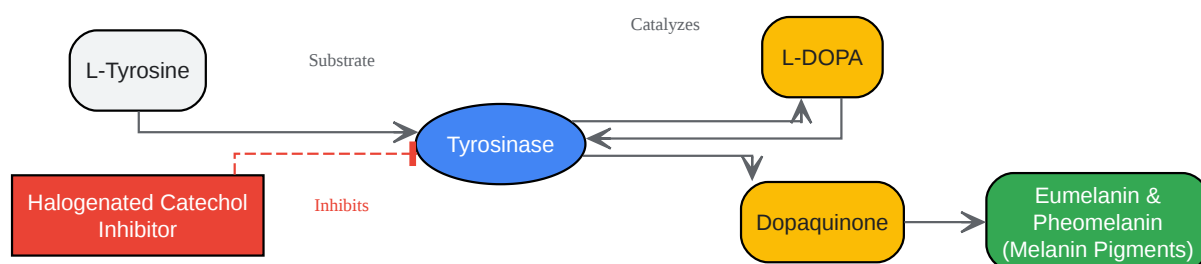 Catalyzes
L-DOPA
L-Tyrosine
Substrate
Tyrosinase
Halogenated Catechol
Inhibitor
Inhibits
Dopaquinone
Eumelanin &
Pheomelanin
(Melanin Pigments)